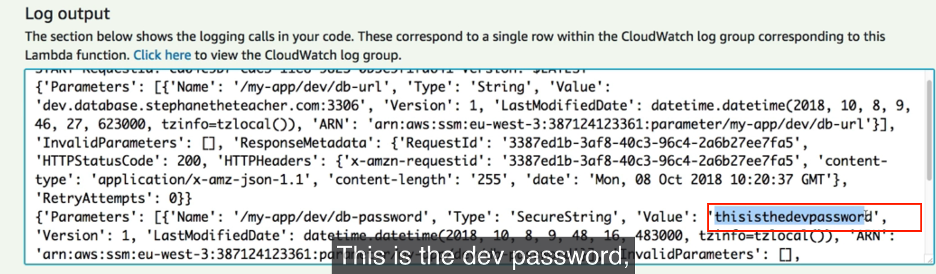 Log output
The section below shows the logging calls in your code. These correspond to a single row within the CloudWatch log group corresponding to this
Lambda function. Click here to view the CloudWatch log group.
{'Parameters': [{'Name': '/my-app/dev/db-url', 'Type': 'String', 'Value':
'dev.database.stephanetheteacher.com:3306', 'Version': 1, 'LastModifiedDate': datetime.datetime(2018, 10, 8, 9,
46, 27, 623000, tzinfo=tzlocal()), 'ARN': 'arn:aws:ssm:eu-west-3:387124123361:parameter/my-app/dev/db-url'}],
'InvalidParameters': [], 'ResponseMetadata': {'RequestId': '3387ed1b-3af8-40c3-96c4-2a6b27ee7fa5',
'HTTPStatusCode': 200, 'HTTPHeaders': {'x-amzn-requestid': '3387ed1b-3af8-40c3-96c4-2a6b27ee7fa5', 'content-
type': 'application/x-amz-json-1.1', 'content-length': '255', 'date': 'Mon, 08 Oct 2018 10:20:37 GMT'},
'RetryAttempts': 0}}
{'Parameters': [{'Name': '/my-app/dev/db-password', 'Type': 'SecureString', 'Value': 'thisisthedevpassword',
'Version': 1, 'LastModifiedDate': datetime.datetime(2018, 10, 8, 9, 48, 16, 483000, tzinfo=tzlocal()), 'ARN':
'arn:aws:ssm:eu-west-3:387124123361:parameter/my-app/dev/db-password'}], 'InvalidParameters': [],
This is the dev password,